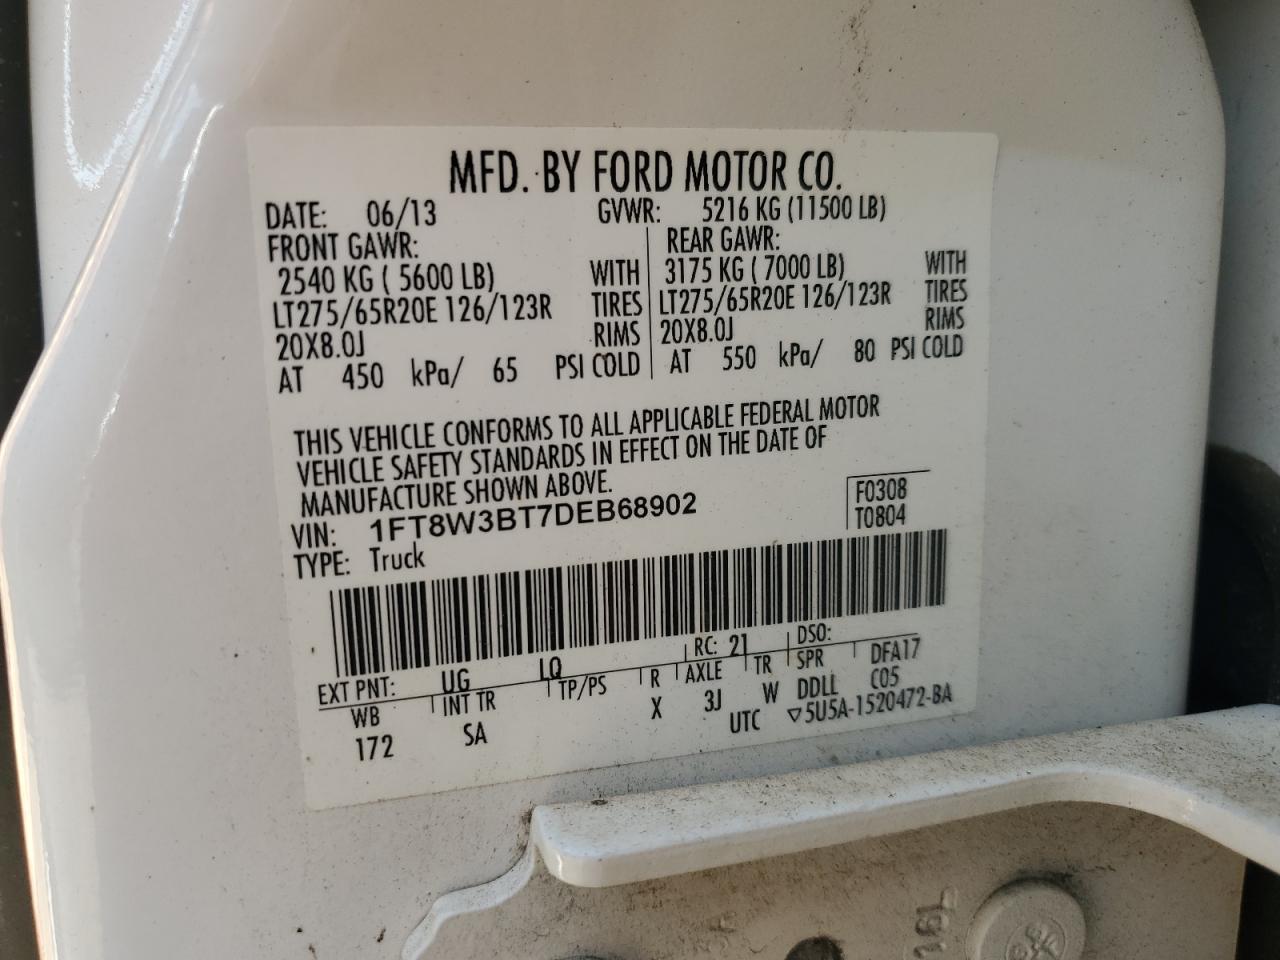 MFD. BY FORD MOTOR CO.
DATE: 06/13 GVWR: 5216 KG (11500 LB)
FRONT GAWR: REAR GAWR:
2540 KG ( 5600 LB) WITH 3175 KG ( 7000 LB) WITH
LT275/65R20E 126/123R TIRES LT275/65R20E 126/123R TIRES
20X8.0J RIMS 20X8.0J RIMS
AT 450 kPa/ 65 PSI COLD AT 550 kPa/ 80 PSI COLD
THIS VEHICLE CONFORMS TO ALL APPLICABLE FEDERAL MOTOR
VEHICLE SAFETY STANDARDS IN EFFECT ON THE DATE OF
MANUFACTURE SHOWN ABOVE.
VIN: 1FT8W3BT7DEB68902 F0308
TYPE: Truck T0804
EXT PNT: UG LQ RC: 21 DSO:
WB INT TR TP/PS R AXLE TR SPR DFA17
172 SA X 3J W DDLL C05
UTC ▽5U5A-1520472-BA